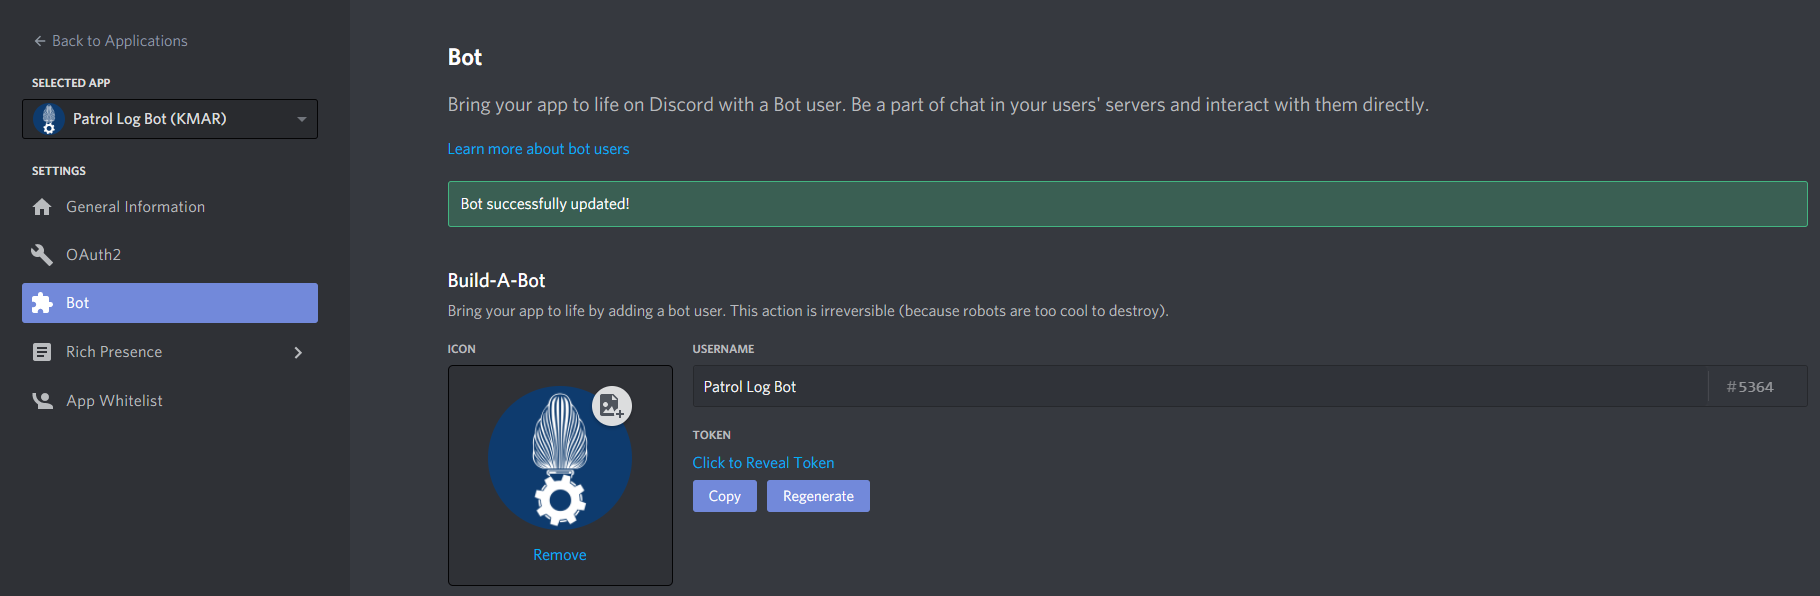 Back to Applications
SELECTED APP
Patrol Log Bot (KMAR)
SETTINGS
General Information
OAuth2
Bot
Rich Presence
App Whitelist
Bot
Bring your app to life on Discord with a Bot user. Be a part of chat in your users' servers and interact with them directly.
Learn more about bot users
Bot successfully updated!
Build-A-Bot
Bring your app to life by adding a bot user. This action is irreversible (because robots are too cool to destroy).
ICON
Remove
USERNAME
Patrol Log Bot #5364
TOKEN
Click to Reveal Token
Copy Regenerate